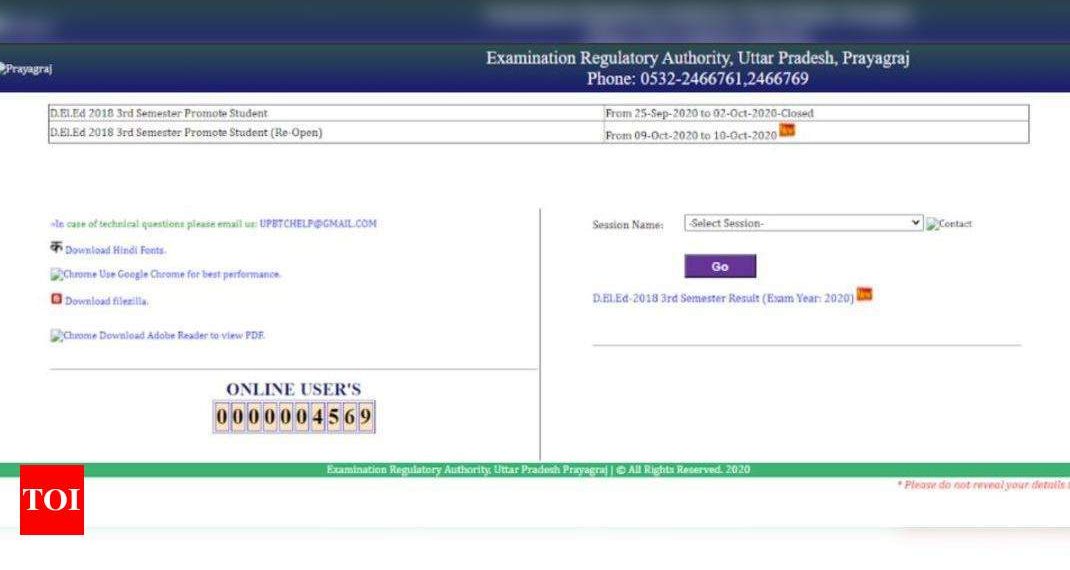 Prayagraj
Examination Regulatory Authority, Uttar Pradesh, Prayagraj
Phone: 0532-2466761,2466769
D.El.Ed 2018 3rd Semester Promote Student From 25-Sep-2020 to 02-Oct-2020-Closed
D.El.Ed 2018 3rd Semester Promote Student (Re-Open) From 09-Oct-2020 to 10-Oct-2020
In case of technical questions please email us: UPBTCHELP@GMAIL.COM
क Download Hindi Fonts.
Chrome Use Google Chrome for best performance.
Download filezilla.
Chrome Download Adobe Reader to view PDF.
Session Name: -Select Session- Contact
Go
D.El.Ed-2018 3rd Semester Result (Exam Year: 2020)
ONLINE USER'S
0000004569
Examination Regulatory Authority, Uttar Pradesh Prayagraj | © All Rights Reserved. 2020
* Please do not reveal your details
TOI